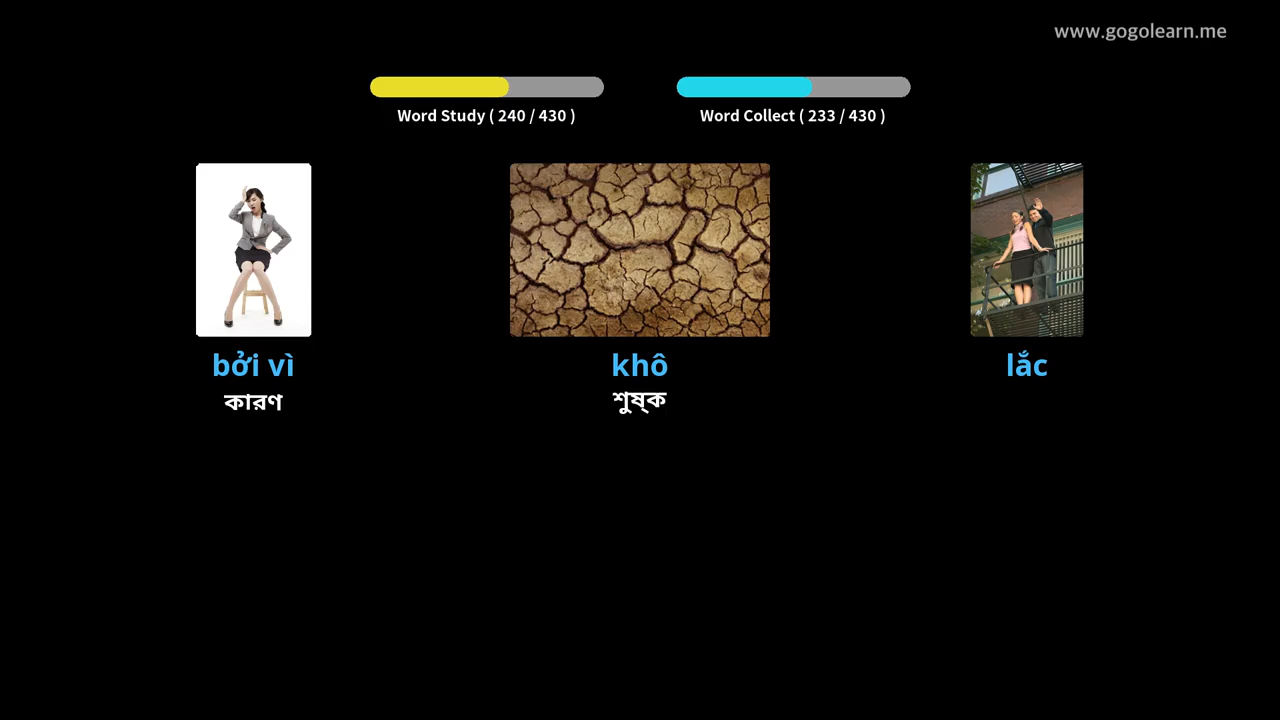 www.gogolearn.me
Word Study ( 240 / 430 )
Word Collect ( 233 / 430 )
bởi vì
khô
lắc
কারণ
শুষ্ক